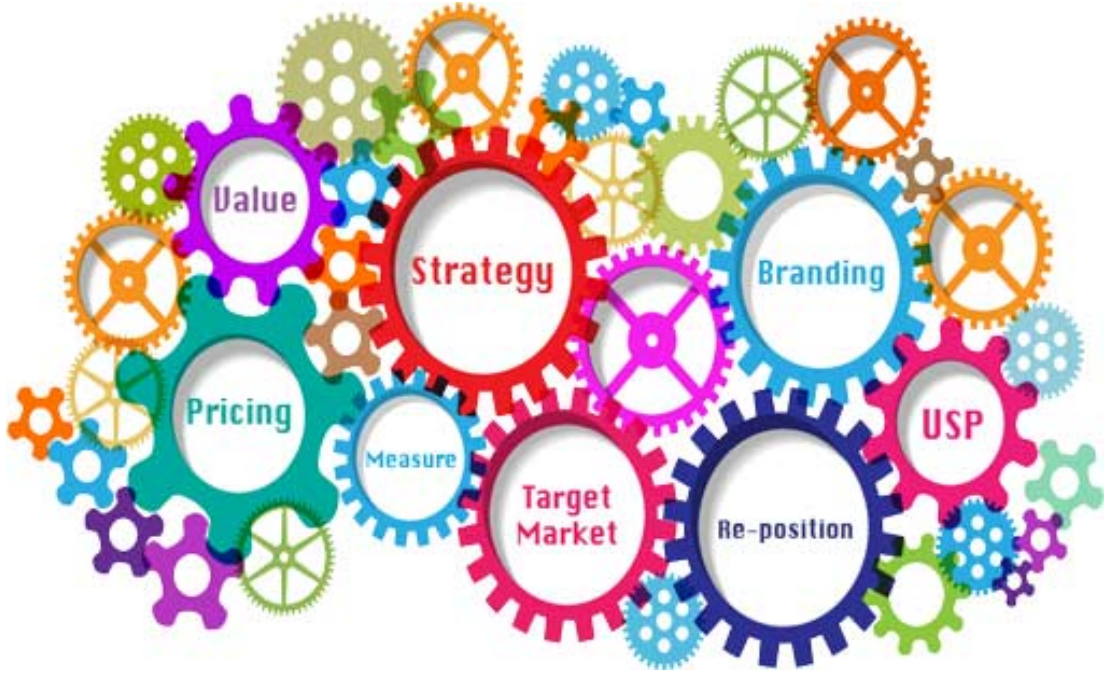 Value
Strategy
Branding
Pricing
Measure
Target
Market
Re-position
USP